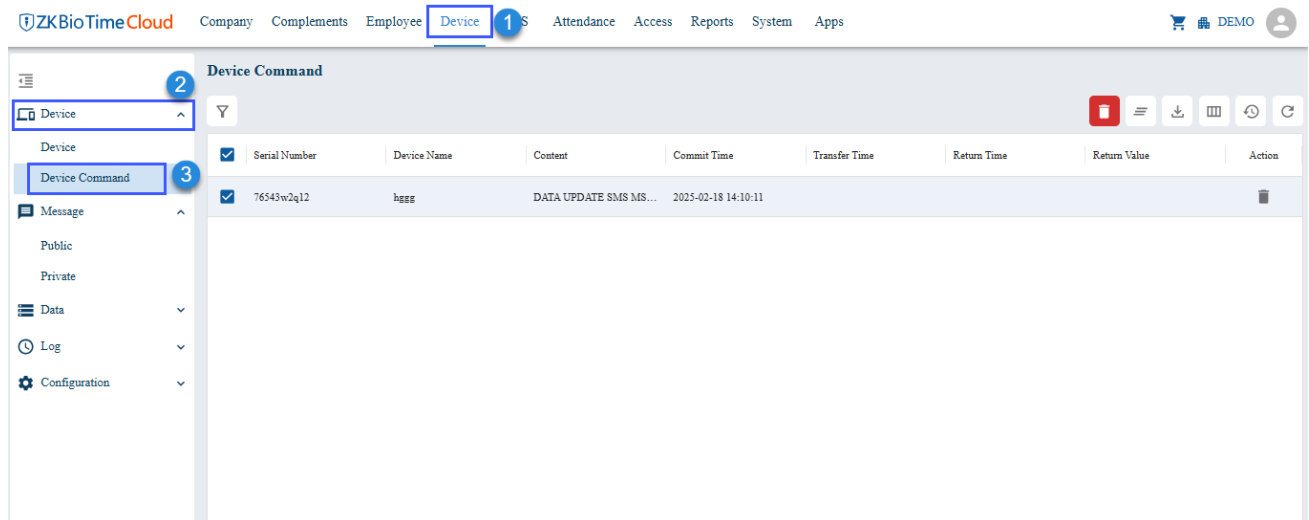 ZKBioTime Cloud Company Complements Employee Device 1 S Attendance Access Reports System Apps DEMO
Device Command
2
Device
Device
Device Command 3
Message
Public
Private
Data
Log
Configuration
Serial Number Device Name Content Commit Time Transfer Time Return Time Return Value Action
76543w2q12 hggg DATA UPDATE SMS MS... 2025-02-18 14:10:11